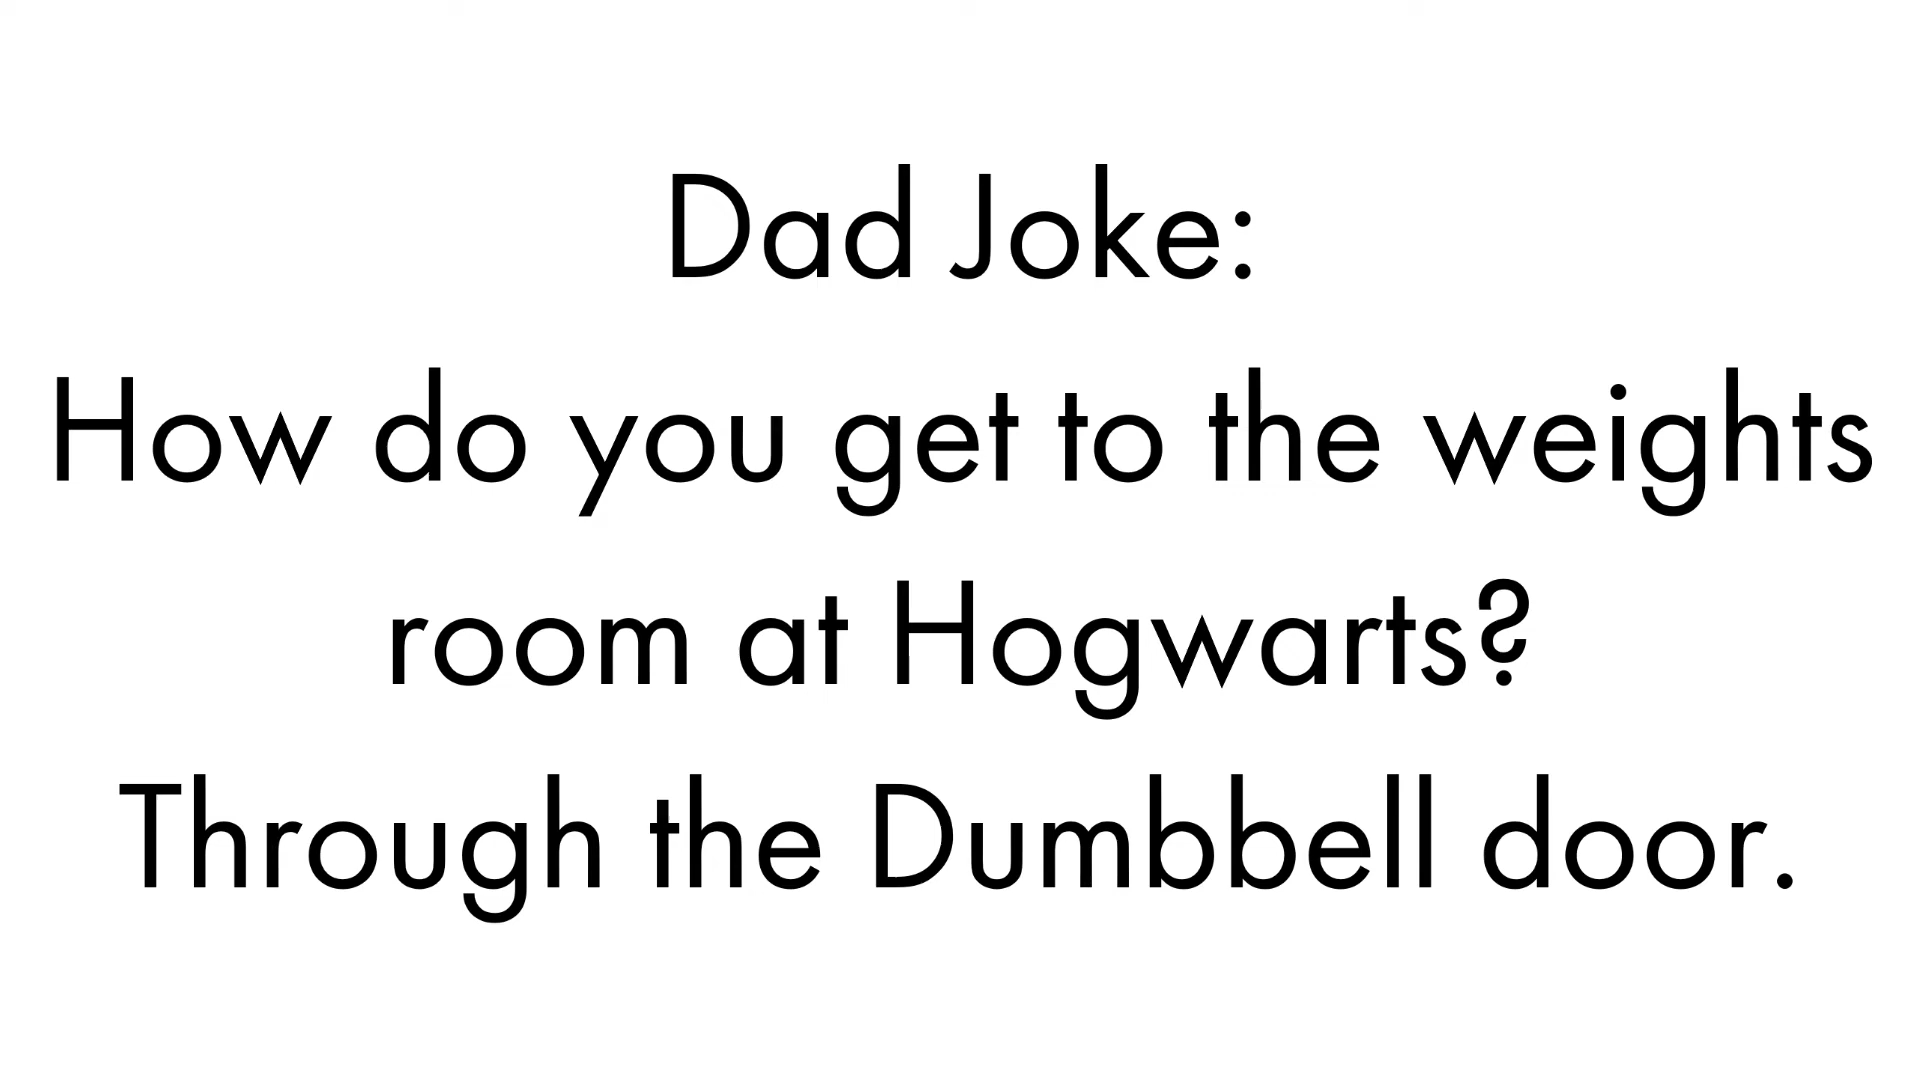 Dad Joke:
How do you get to the weights
room at Hogwarts?
Through the Dumbbell door.